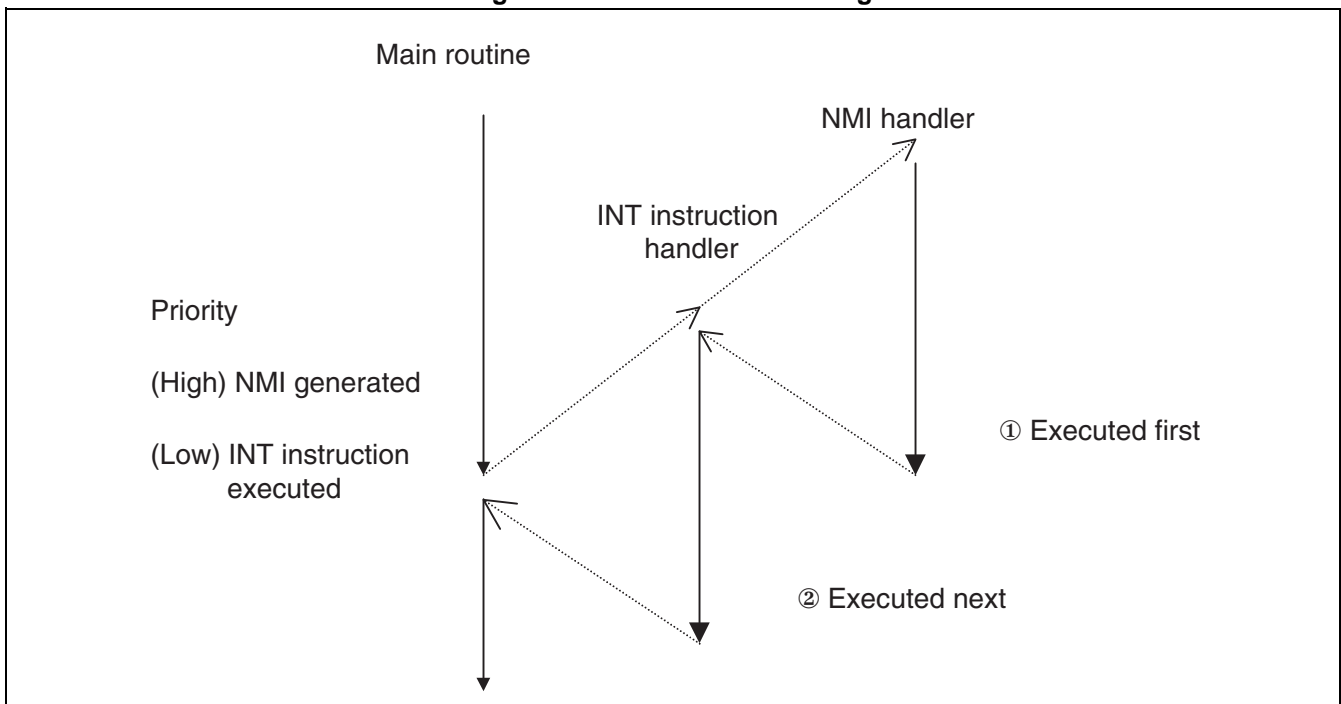 Main routine
NMI handler
INT instruction
handler
Priority
(High) NMI generated
(Low) INT instruction
executed
① Executed first
② Executed next